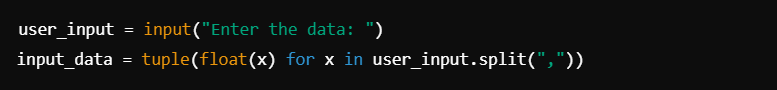 user_input = input("Enter the data: ")
input_data = tuple(float(x) for x in user_input.split(","))